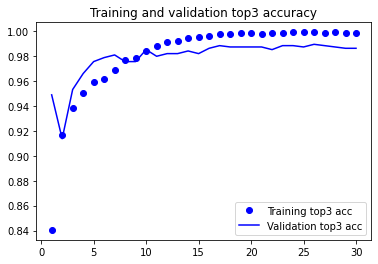 Training and validation top3 accuracy
1.00
0.98
0.96
0.94
0.92
0.90
0.88
0.86
0.84
Training top3 acc
Validation top3 acc
0 5 10 15 20 25 30